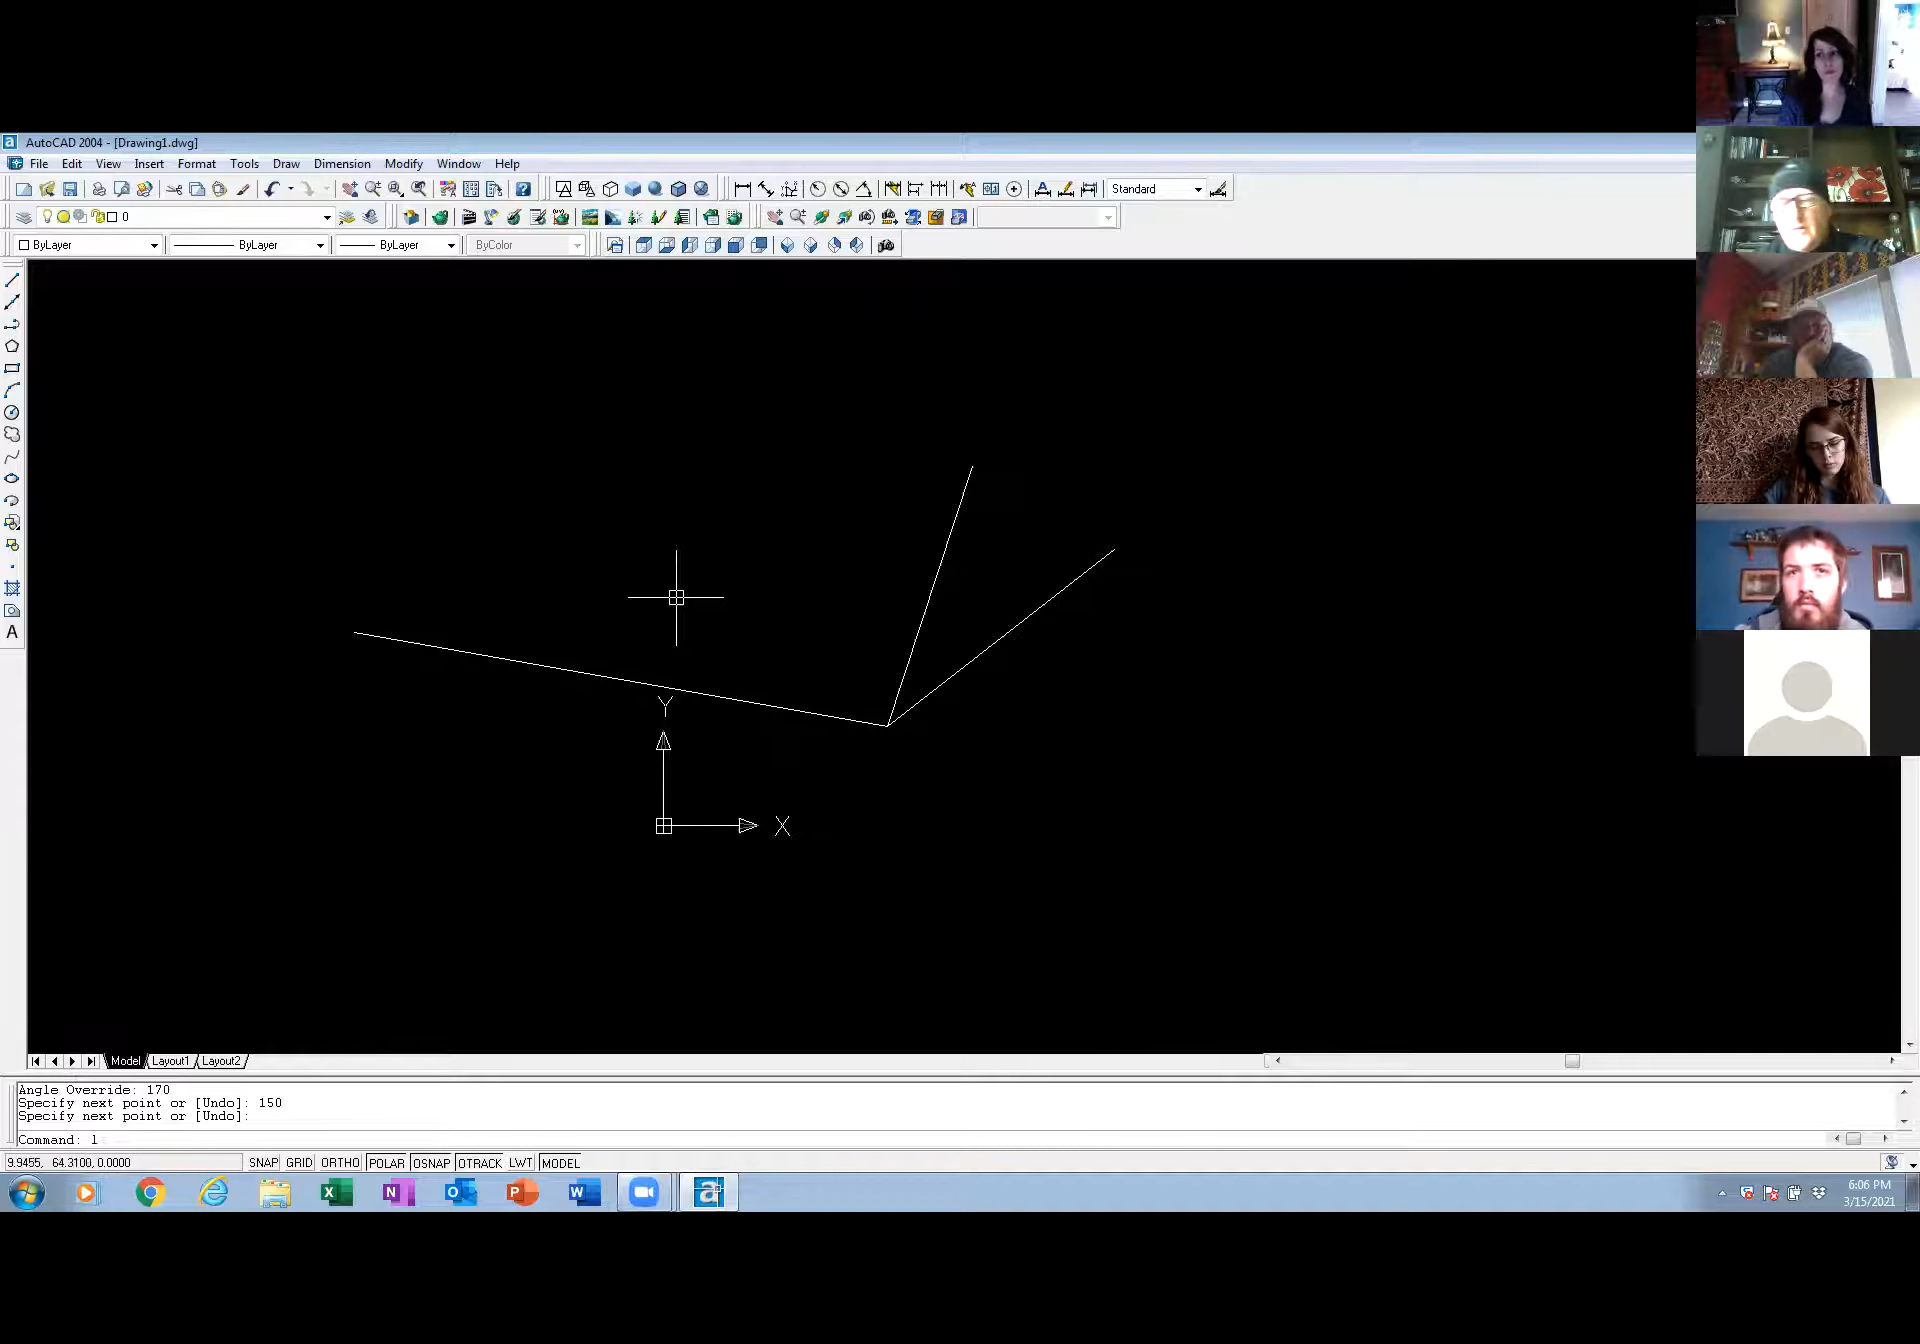 AutoCAD 2004 - [Drawing1.dwg]
File Edit View Insert Format Tools Draw Dimension Modify Window Help
Standard
0
ByLayer ByLayer ByLayer ByColor
A
Y
X
Model Layout1 Layout2
Angle Override: 170
Specify next point or [Undo]: 150
Specify next point or [Undo]:
Command: l
9.9455, 64.3100, 0.0000 SNAP GRID ORTHO POLAR OSNAP OTRACK LWT MODEL
6:06 PM
3/15/2021